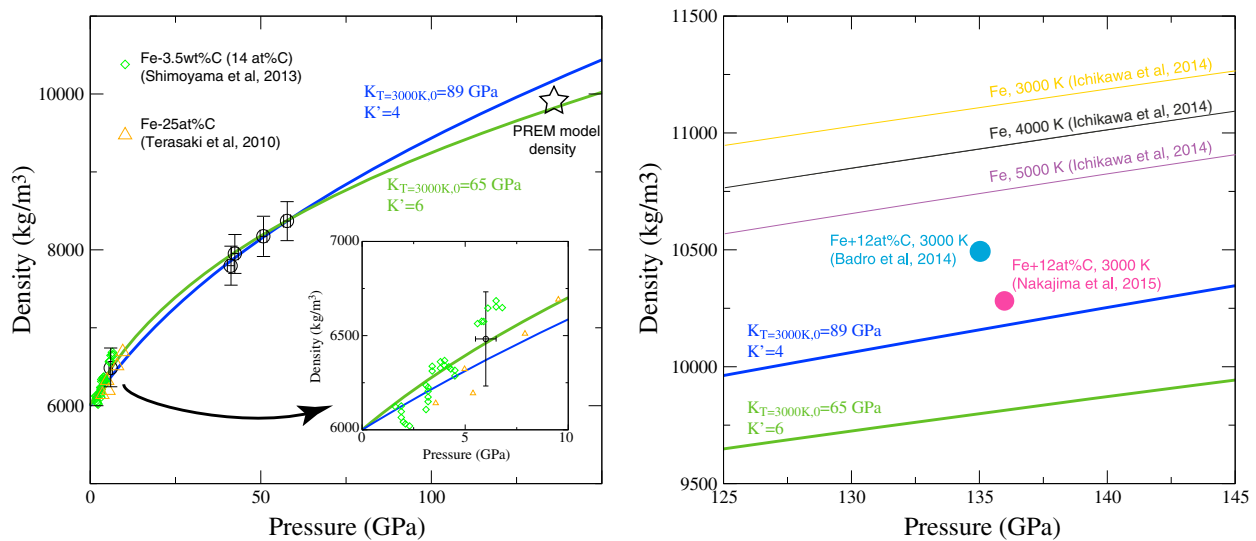 Fe-3.5wt%C (14 at%C)
(Shimoyama et al, 2013)
Fe-25at%C
(Terasaki et al, 2010)
K_T=3000K,0=89 GPa
K'=4
PREM model
density
K_T=3000K,0=65 GPa
K'=6
Density (kg/m3)
10000
8000
6000
0
50
100
Pressure (GPa)
Density (kg/m³)
7000
6500
6000
0
5
10
Pressure (GPa)
Density (kg/m3)
11500
11000
10500
10000
9500
125
130
135
140
145
Pressure (GPa)
Fe, 3000 K (Ichikawa et al, 2014)
Fe, 4000 K (Ichikawa et al, 2014)
Fe, 5000 K (Ichikawa et al, 2014)
Fe+12at%C, 3000 K
(Badro et al, 2014)
Fe+12at%C, 3000 K
(Nakajima et al, 2015)
K_T=3000K,0=89 GPa
K'=4
K_T=3000K,0=65 GPa
K'=6